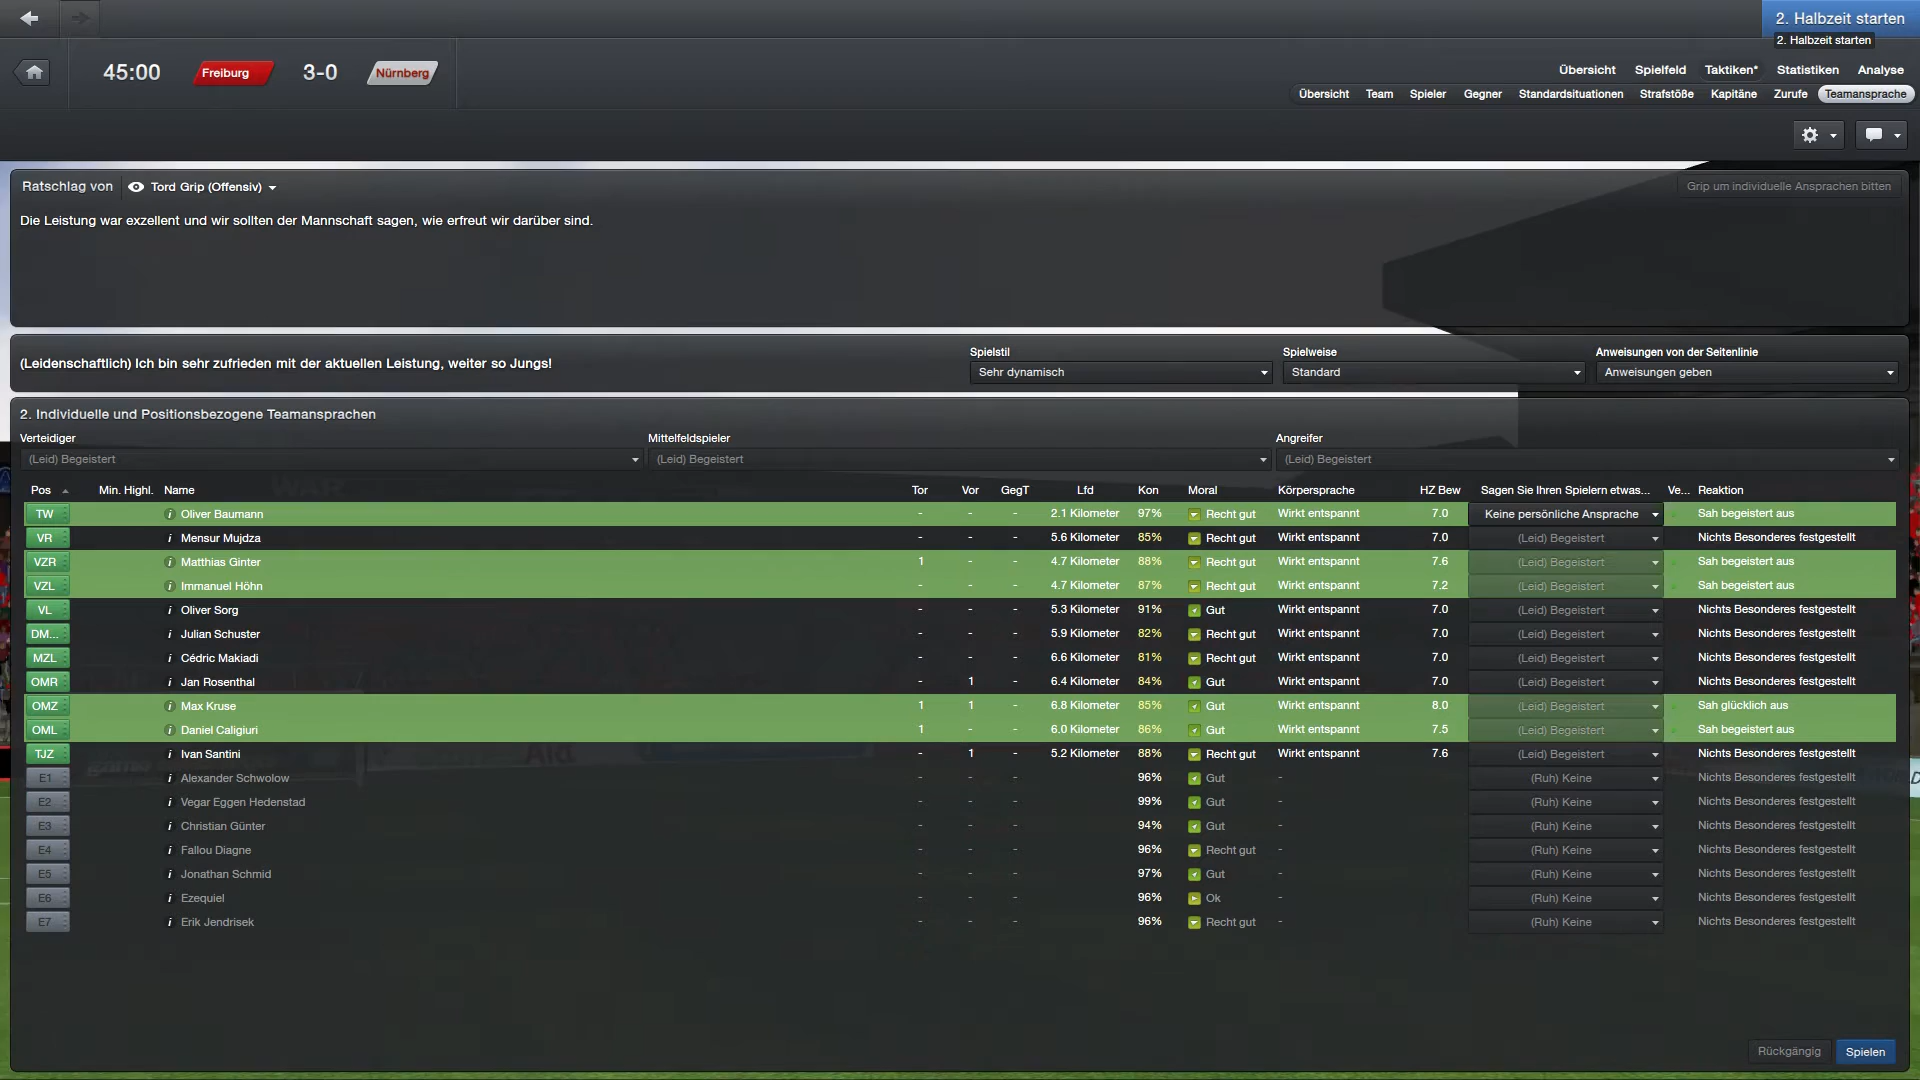 2. Halbzeit starten
2. Halbzeit starten
45:00 Freiburg 3-0 Nürnberg
Übersicht Spielfeld Taktiken* Statistiken Analyse
Übersicht Team Spieler Gegner Standardsituationen Strafstöße Kapitäne Zurufe Teamansprache
Ratschlag von Tord Grip (Offensiv) Grip um individuelle Ansprachen bitten
Die Leistung war exzellent und wir sollten der Mannschaft sagen, wie erfreut wir darüber sind.
Spielstil Spielweise Anweisungen von der Seitenlinie
(Leidenschaftlich) Ich bin sehr zufrieden mit der aktuellen Leistung, weiter so Jungs!
Sehr dynamisch Standard Anweisungen geben
2. Individuelle und Positionsbezogene Teamansprachen
Verteidiger Mittelfeldspieler Angreifer
(Leid) Begeistert (Leid) Begeistert (Leid) Begeistert
Pos Min. Highl. Name Tor Vor GegT Lfd Kon Moral Körpersprache HZ Bew Sagen Sie Ihren Spielern etwas... Ve... Reaktion
TW i Oliver Baumann - - - 2.1 Kilometer 97% Recht gut Wirkt entspannt 7.0 Keine persönliche Ansprache Sah begeistert aus
VR i Mensur Mujdza - - - 5.6 Kilometer 85% Recht gut Wirkt entspannt 7.0 (Leid) Begeistert Nichts Besonderes festgestellt
VZR i Matthias Ginter 1 - - 4.7 Kilometer 88% Recht gut Wirkt entspannt 7.6 (Leid) Begeistert Sah begeistert aus
VZL i Immanuel Höhn - - - 4.7 Kilometer 87% Recht gut Wirkt entspannt 7.2 (Leid) Begeistert Sah begeistert aus
VL i Oliver Sorg - - - 5.3 Kilometer 91% Gut Wirkt entspannt 7.0 (Leid) Begeistert Nichts Besonderes festgestellt
DM... i Julian Schuster - - - 5.9 Kilometer 82% Recht gut Wirkt entspannt 7.0 (Leid) Begeistert Nichts Besonderes festgestellt
MZL i Cédric Makiadi - - - 6.6 Kilometer 81% Recht gut Wirkt entspannt 7.0 (Leid) Begeistert Nichts Besonderes festgestellt
OMR i Jan Rosenthal - 1 - 6.4 Kilometer 84% Gut Wirkt entspannt 7.0 (Leid) Begeistert Nichts Besonderes festgestellt
OMZ i Max Kruse 1 1 - 6.8 Kilometer 85% Gut Wirkt entspannt 8.0 (Leid) Begeistert Sah glücklich aus
OML i Daniel Caligiuri 1 - - 6.0 Kilometer 86% Gut Wirkt entspannt 7.5 (Leid) Begeistert Sah begeistert aus
TJZ i Ivan Santini - 1 - 5.2 Kilometer 88% Recht gut Wirkt entspannt 7.6 (Leid) Begeistert Nichts Besonderes festgestellt
E1 i Alexander Schwolow - - - 96% Gut - (Ruh) Keine Nichts Besonderes festgestellt
E2 i Vegar Eggen Hedenstad - - - 99% Gut - (Ruh) Keine Nichts Besonderes festgestellt
E3 i Christian Günter - - - 94% Gut - (Ruh) Keine Nichts Besonderes festgestellt
E4 i Fallou Diagne - - - 96% Recht gut - (Ruh) Keine Nichts Besonderes festgestellt
E5 i Jonathan Schmid - - - 97% Gut - (Ruh) Keine Nichts Besonderes festgestellt
E6 i Ezequiel - - - 96% Ok - (Ruh) Keine Nichts Besonderes festgestellt
E7 i Erik Jendrisek - - - 96% Recht gut - (Ruh) Keine Nichts Besonderes festgestellt
Rückgängig Spielen